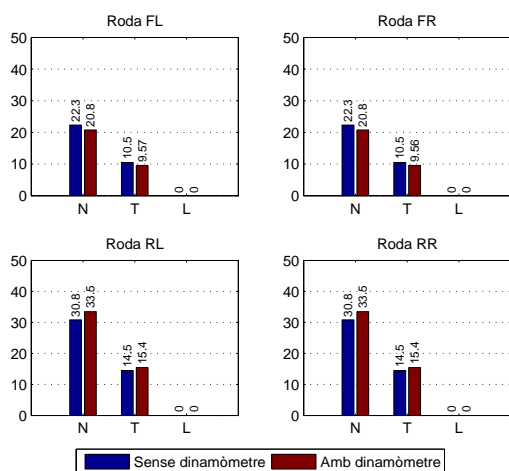 Roda FL
50
40
30
20
10
0
22.3 20.8 10.5 9.57 0 0
N T L
Roda FR
50
40
30
20
10
0
22.3 20.8 10.5 9.56 0 0
N T L
Roda RL
50
40
30
20
10
0
30.8 33.5 14.5 15.4 0 0
N T L
Roda RR
50
40
30
20
10
0
30.8 33.5 14.5 15.4 0 0
N T L
Sense dinamòmetre Amb dinamòmetre